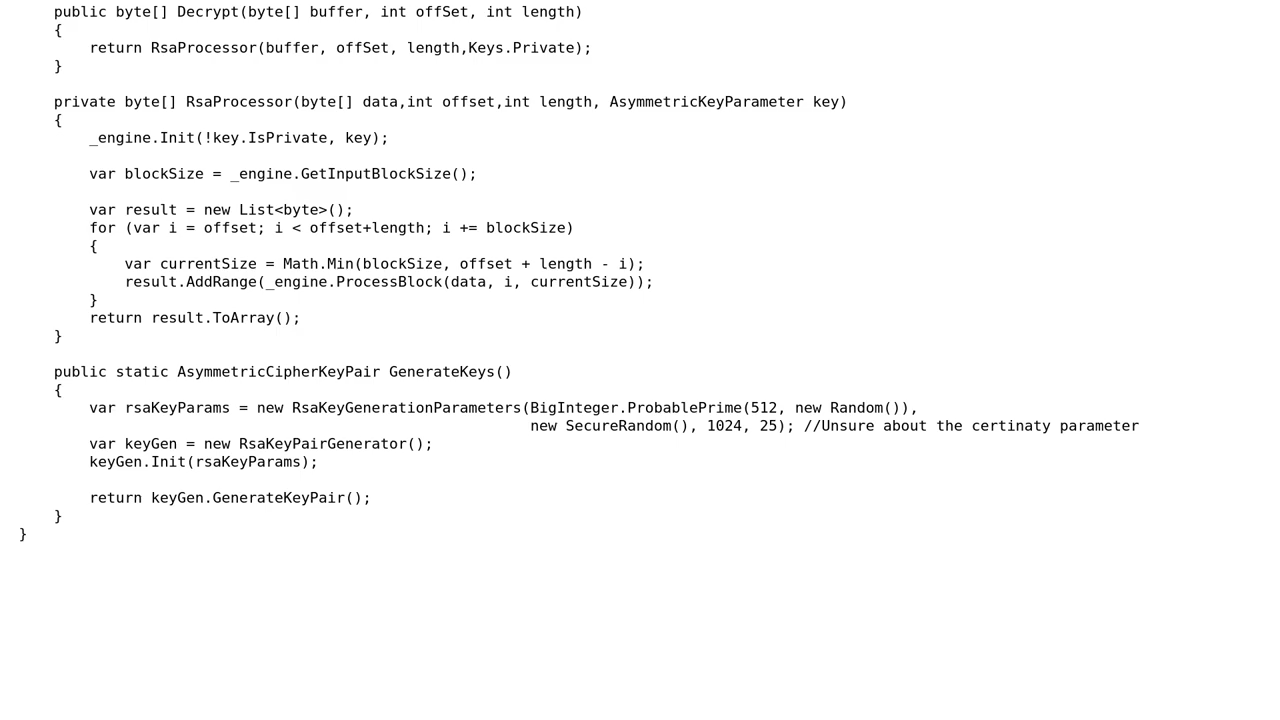 public byte[] Decrypt(byte[] buffer, int offSet, int length)
{
return RsaProcessor(buffer, offSet, length,Keys.Private);
}
private byte[] RsaProcessor(byte[] data,int offset,int length, AsymmetricKeyParameter key)
{
_engine.Init(!key.IsPrivate, key);
var blockSize = _engine.GetInputBlockSize();
var result = new List<byte>();
for (var i = offset; i < offset+length; i += blockSize)
{
var currentSize = Math.Min(blockSize, offset + length - i);
result.AddRange(_engine.ProcessBlock(data, i, currentSize));
}
return result.ToArray();
}
public static AsymmetricCipherKeyPair GenerateKeys()
{
var rsaKeyParams = new RsaKeyGenerationParameters(BigInteger.ProbablePrime(512, new Random()),
new SecureRandom(), 1024, 25); //Unsure about the certinaty parameter
var keyGen = new RsaKeyPairGenerator();
keyGen.Init(rsaKeyParams);
return keyGen.GenerateKeyPair();
}
}